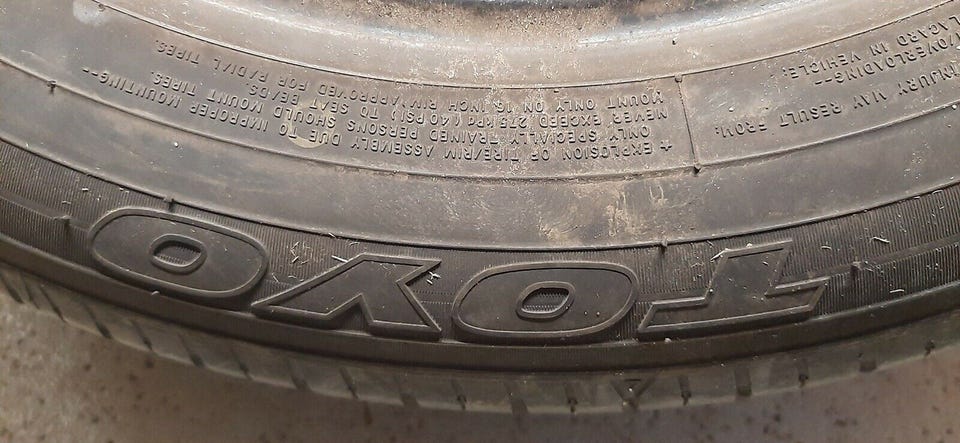 TOYO
INJURY MAY RESULT FROM:
/OVERLOADING--
LACARD IN VEHICLE:
EXPLOSION OF TIRE/RIM ASSEMBLY DUE TO IMPROPER MOUNTING--
ONLY SPECIALLY TRAINED PERSONS SHOULD MOUNT TIRES.
NEVER EXCEED (275 kPa (40 PSI) TO SEAT BEADS.
MOUNT ONLY ON 16 INCH RIM (APPROVED FOR RADIAL TIRES.